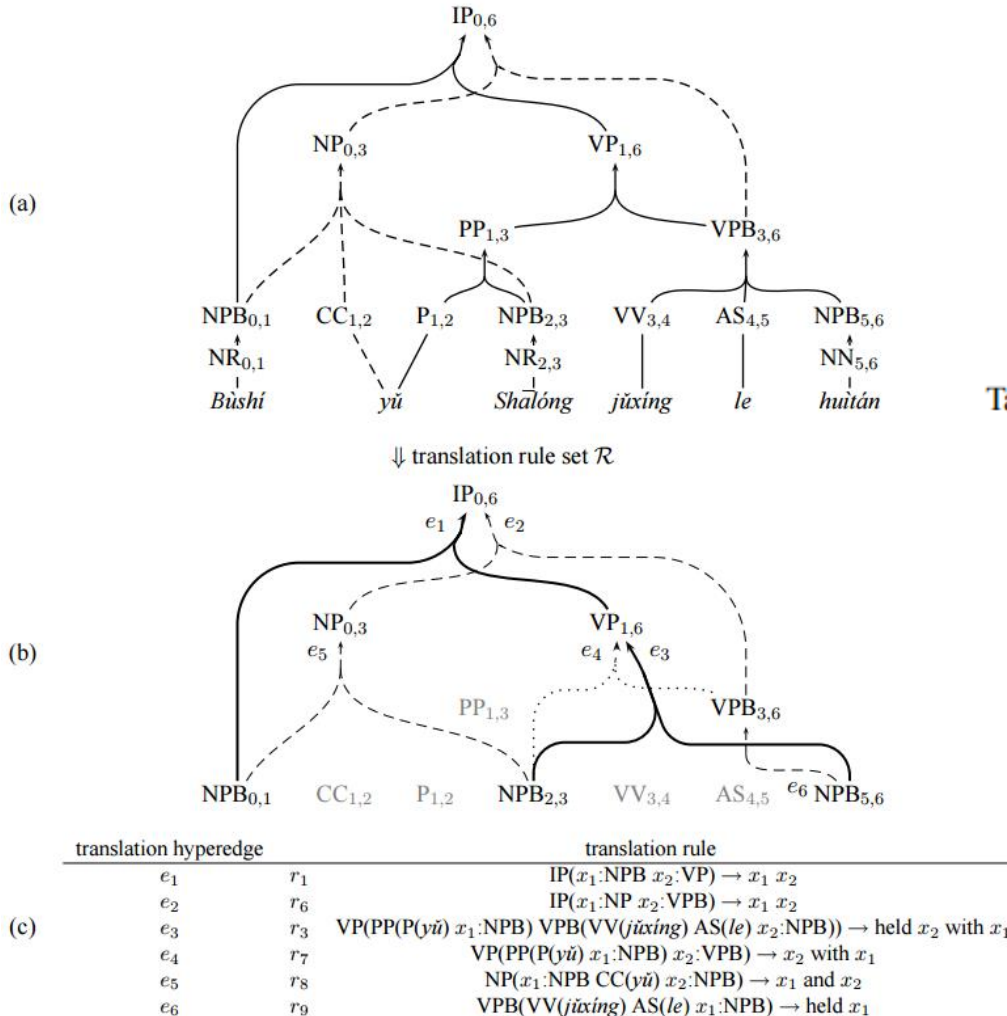 IP0,6
NP0,3 VP1,6
(a)
PP1,3 VPB3,6
NPB0,1 CC1,2 P1,2 NPB2,3 VV3,4 AS4,5 NPB5,6
NR0,1 NR2,3 NN5,6
Bùshí yǔ Shālóng jǔxíng le huìtán
Ta
⇓ translation rule set R
IP0,6
e1 e2
NP0,3 VP1,6
(b)
e5 e4 e3
PP1,3 VPB3,6
NPB0,1 CC1,2 P1,2 NPB2,3 VV3,4 AS4,5 e6 NPB5,6
translation hyperedge translation rule
e1 r1 IP(x1:NPB x2:VP) → x1 x2
e2 r6 IP(x1:NP x2:VPB) → x1 x2
(c) e3 r3 VP(PP(P(yǔ) x1:NPB) VPB(VV(jǔxíng) AS(le) x2:NPB)) → held x2 with x1
e4 r7 VP(PP(P(yǔ) x1:NPB) x2:VPB) → x2 with x1
e5 r8 NP(x1:NPB CC(yǔ) x2:NPB) → x1 and x2
e6 r9 VPB(VV(jǔxíng) AS(le) x1:NPB) → held x1